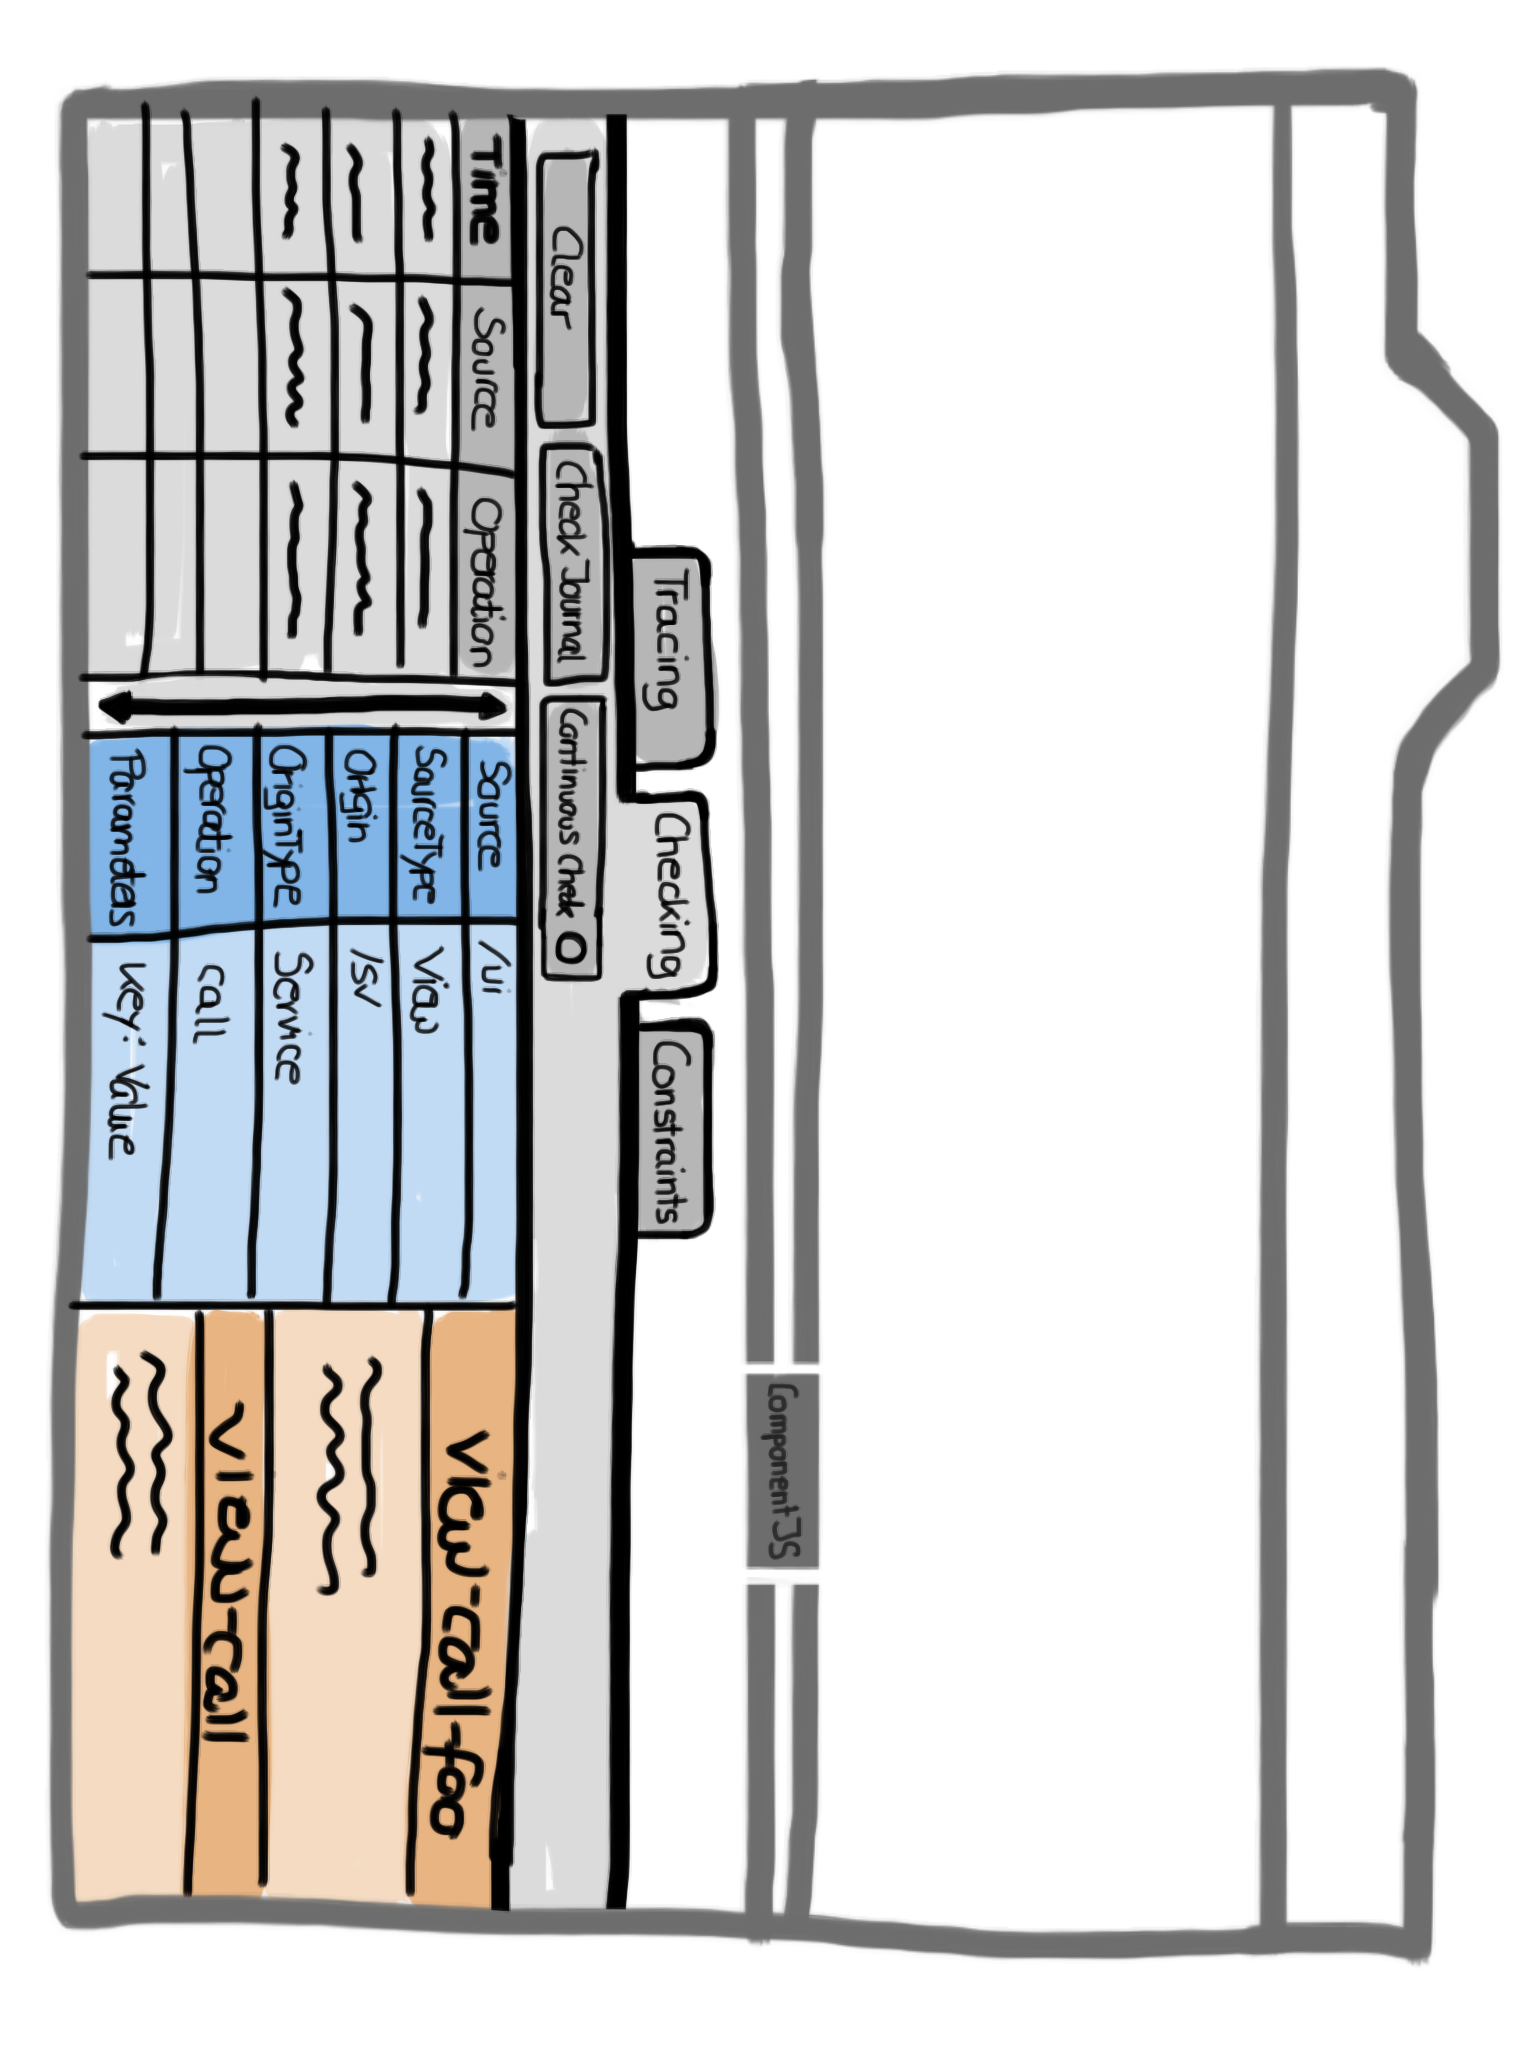 ComponentJS
Tracing
Checking
Constraints
Clear
Check Journal
Continuous Check
Time
Source
Operation
Source
/ui
SourceType
View
Origin
/sv
OriginType
Service
Operation
call
Parameters
key: value
view-call-foo
view-call